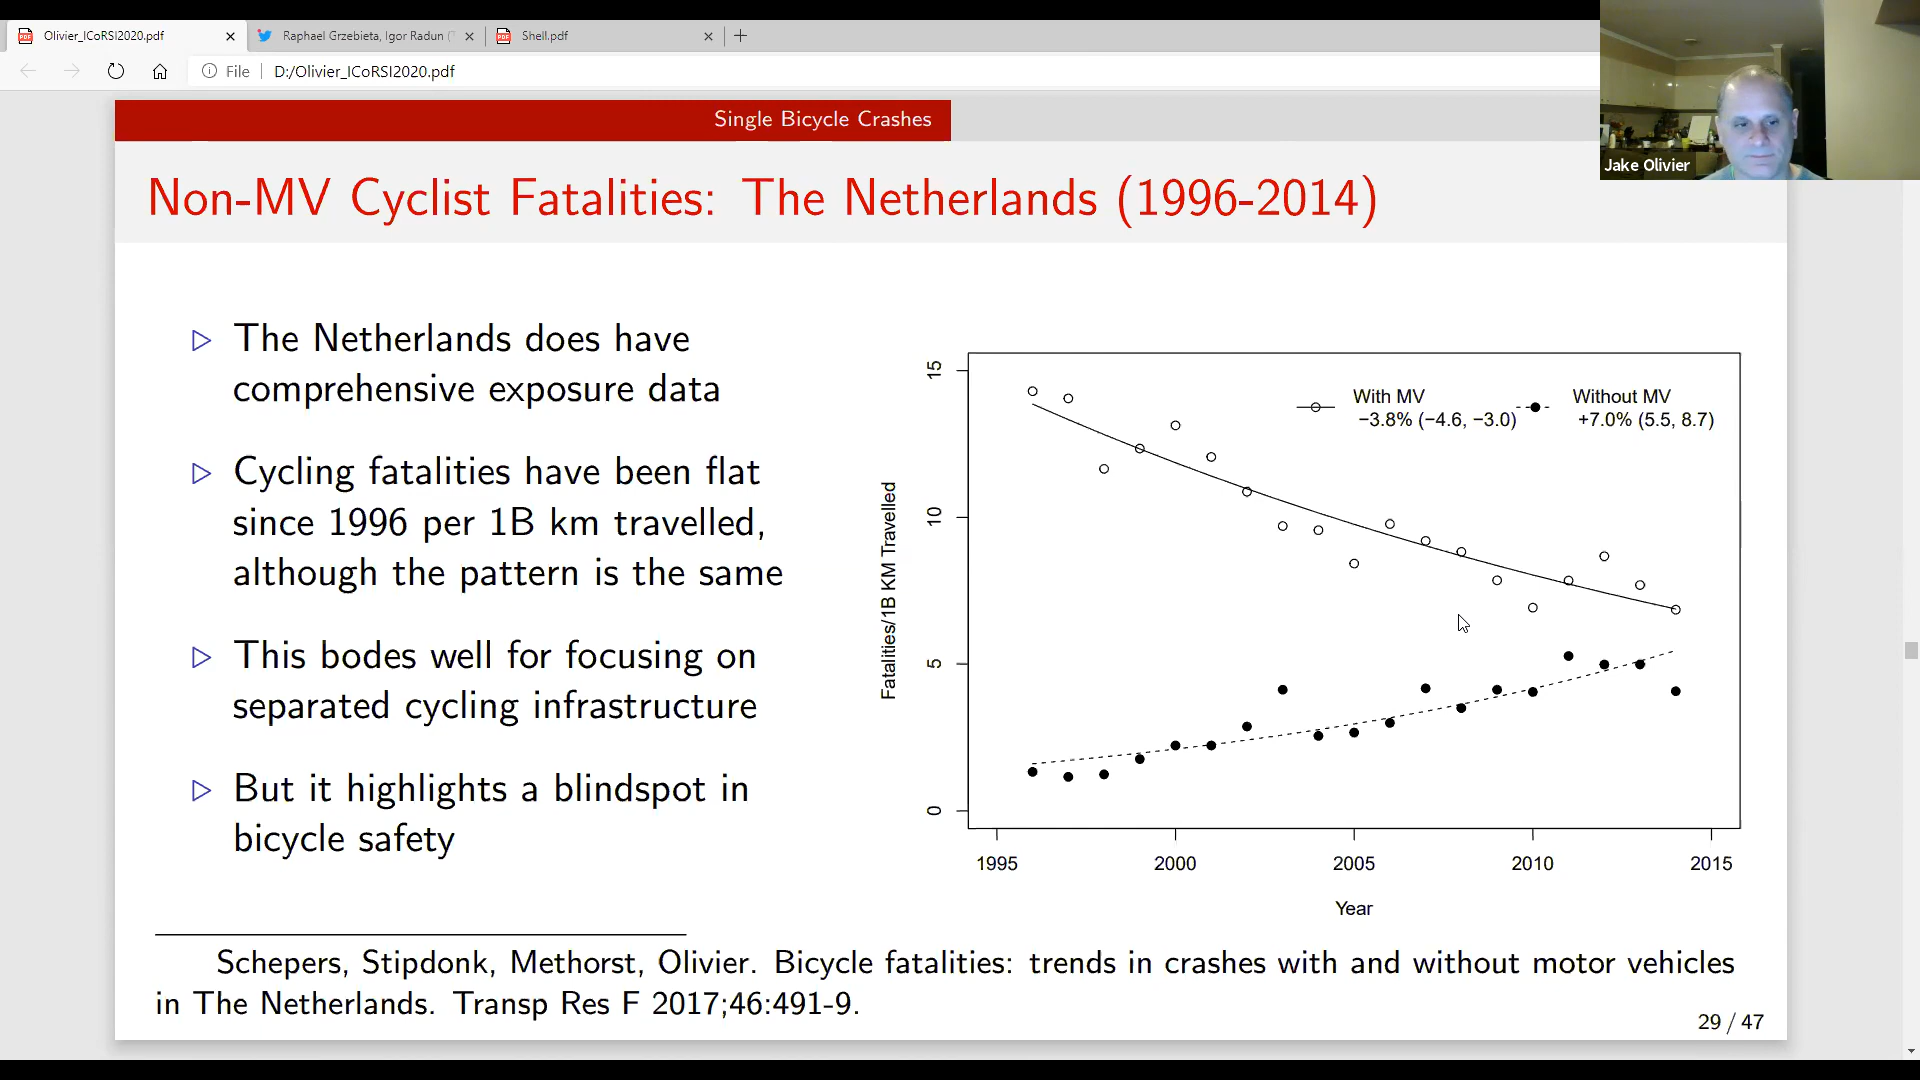 Olivier_ICoRSI2020.pdf
Raphael Grzebieta, Igor Radun (
Shell.pdf
File
D:/Olivier_ICoRSI2020.pdf
Jake Olivier
Single Bicycle Crashes
Non-MV Cyclist Fatalities: The Netherlands (1996-2014)
The Netherlands does have
comprehensive exposure data
Cycling fatalities have been flat
since 1996 per 1B km travelled,
although the pattern is the same
This bodes well for focusing on
separated cycling infrastructure
But it highlights a blindspot in
bicycle safety
Fatalities/1B KM Travelled
15
10
5
0
With MV
−3.8% (−4.6, −3.0)
Without MV
+7.0% (5.5, 8.7)
1995 2000 2005 2010 2015
Year
Schepers, Stipdonk, Methorst, Olivier. Bicycle fatalities: trends in crashes with and without motor vehicles
in The Netherlands. Transp Res F 2017;46:491-9.
29 / 47